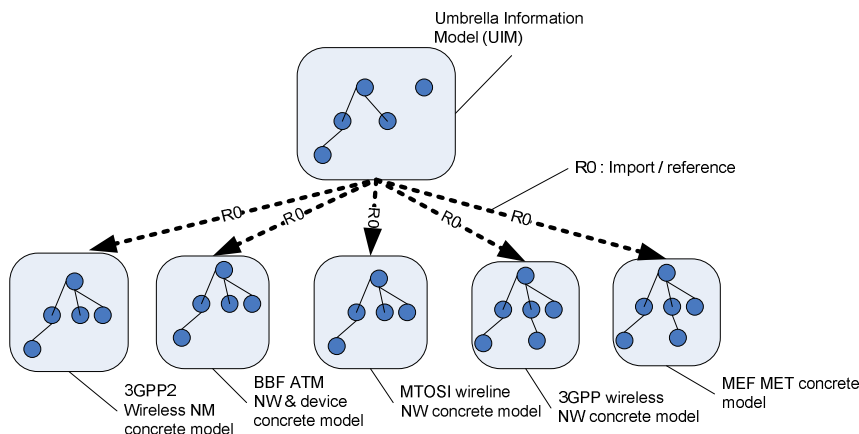 Umbrella Information
Model (UIM)
R0 : Import / reference
R0
R0
R0
R0
R0
3GPP2
Wireless NM
concrete model
BBF ATM
NW & device
concrete model
MTOSI wireline
NW concrete model
3GPP wireless
NW concrete model
MEF MET concrete
model